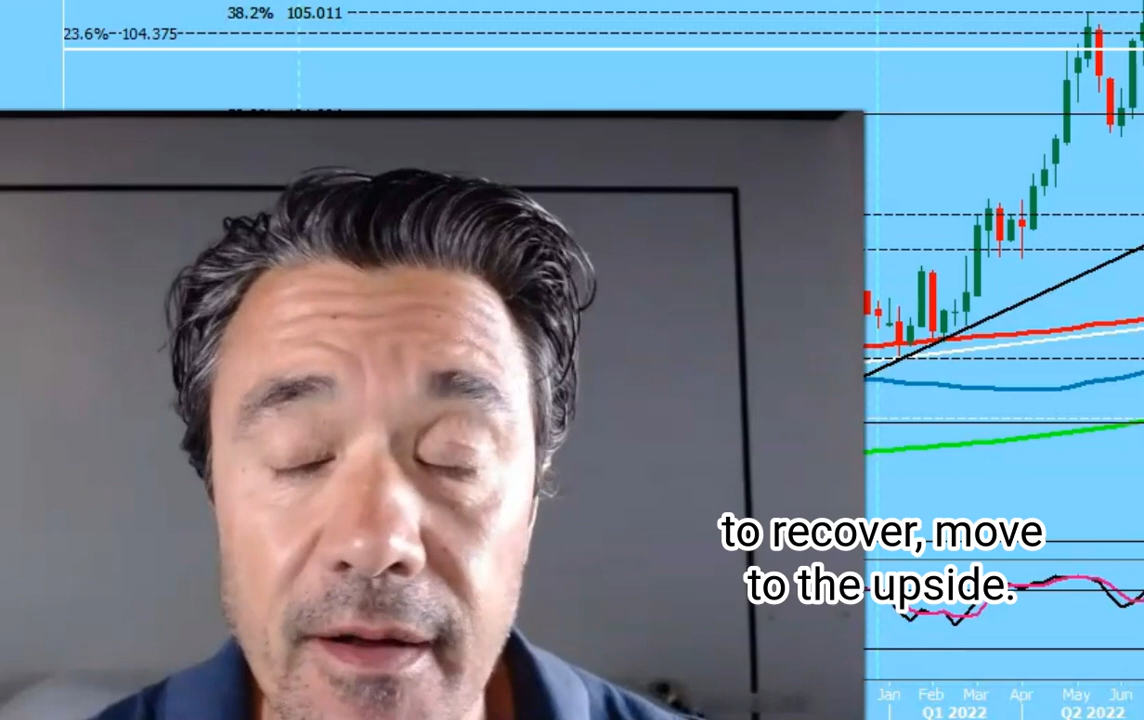 38.2% 105.011
23.6% 104.375
to recover, move
to the upside.
Jan Feb Mar Apr May Jun
Q1 2022 Q2 2022